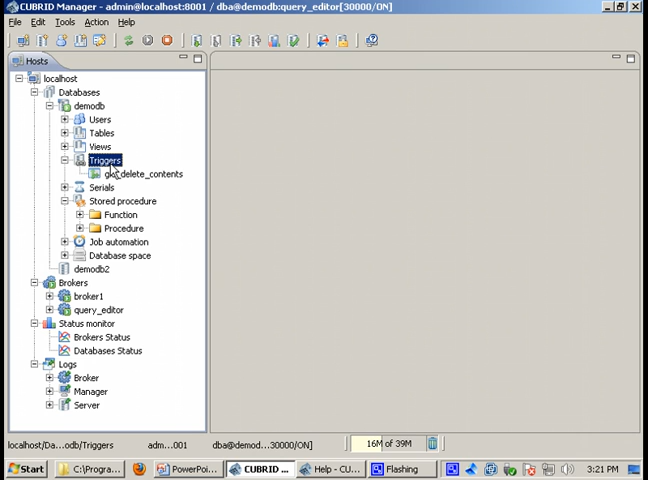 CUBRID Manager - admin@localhost:8001 / dba@demodb:query_editor[30000/ON]
File Edit Tools Action Help
Hosts
localhost
Databases
demodb
Users
Tables
Views
Triggers
delete_contents
Serials
Stored procedure
Function
Procedure
Job automation
Database space
demodb2
Brokers
broker1
query_editor
Status monitor
Brokers Status
Databases Status
Logs
Broker
Manager
Server
localhost/Da...odb/Triggers adm...001 dba@demod...30000/ON] 16M of 39M
Start C:\Progra... PowerPoi... CUBRID ... Help - CU... Flashing 3:21 PM